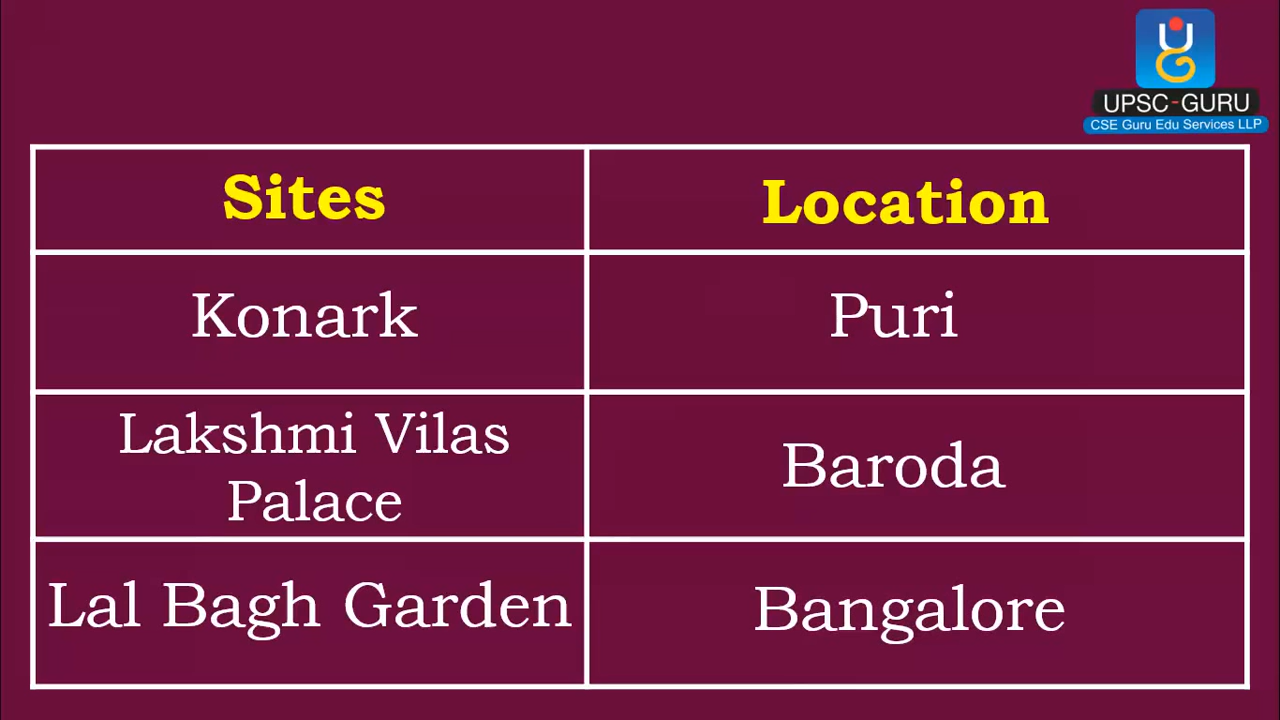 UPSC-GURU
CSE Guru Edu Services LLP
Sites
Location
Konark
Puri
Lakshmi Vilas
Palace
Baroda
Lal Bagh Garden
Bangalore